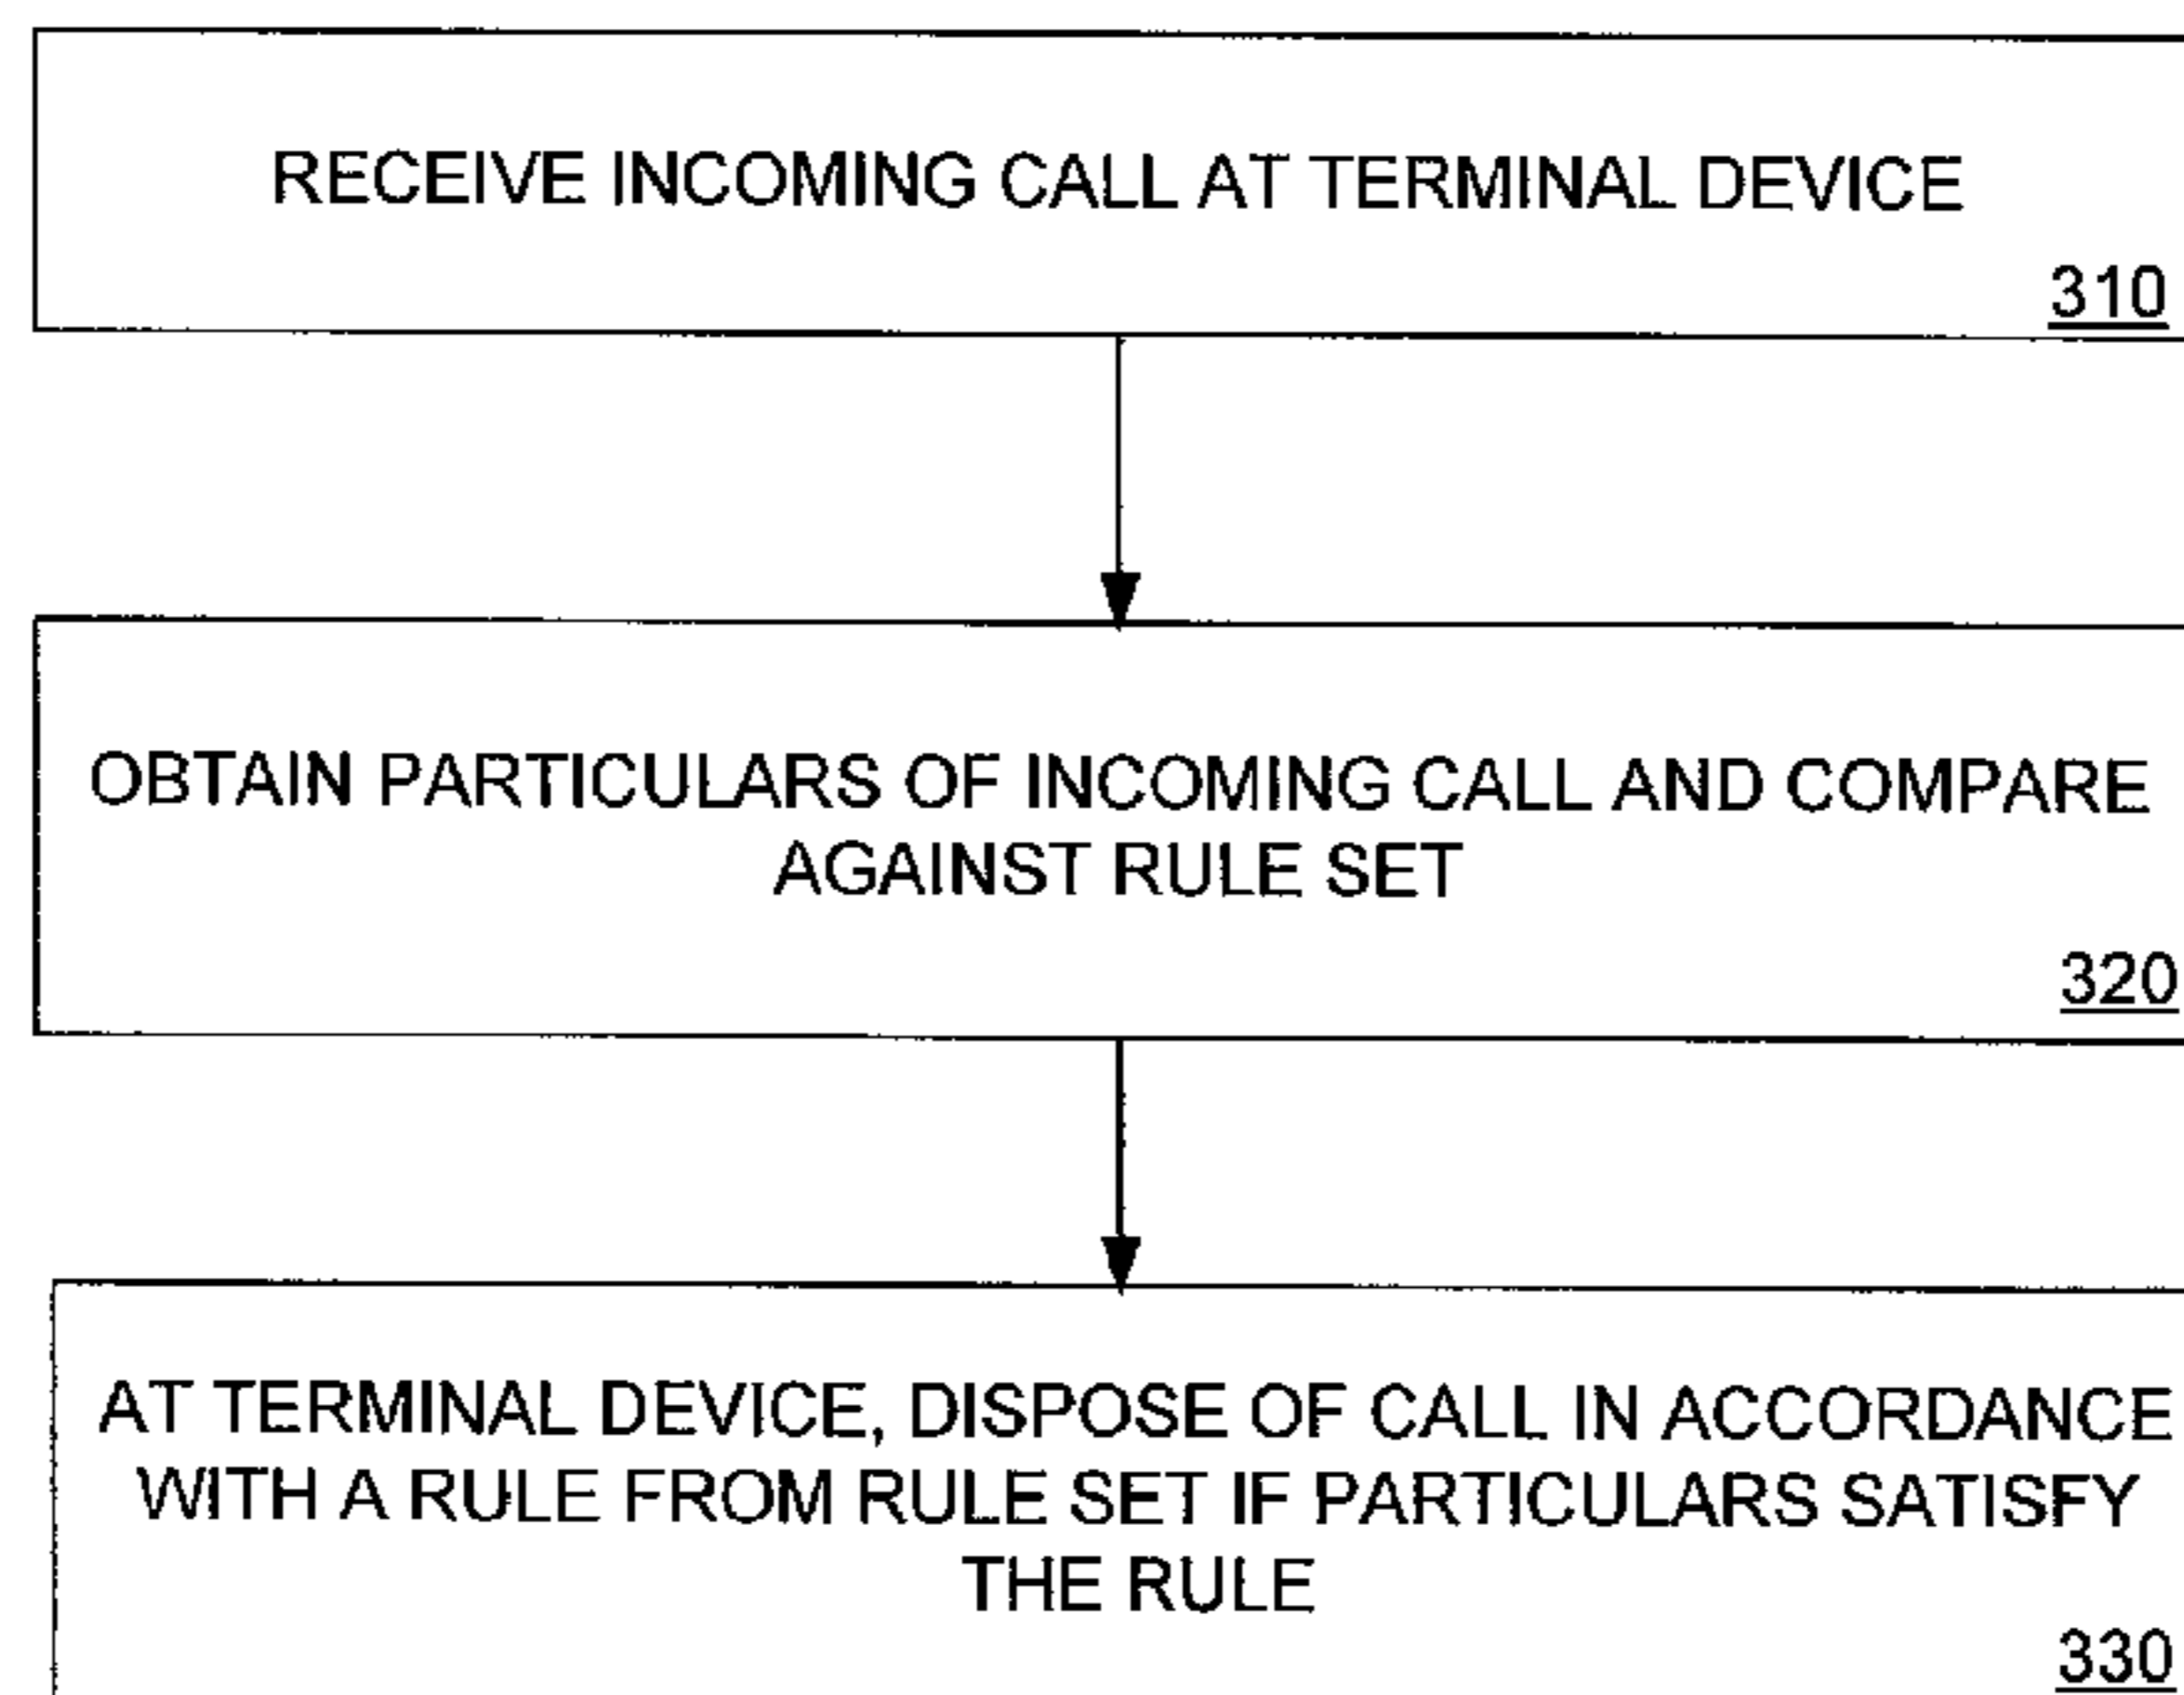 RECEIVE INCOMING CALL AT TERMINAL DEVICE
310
OBTAIN PARTICULARS OF INCOMING CALL AND COMPARE
AGAINST RULE SET
320
AT TERMINAL DEVICE, DISPOSE OF CALL IN ACCORDANCE
WITH A RULE FROM RULE SET IF PARTICULARS SATISFY
THE RULE
330